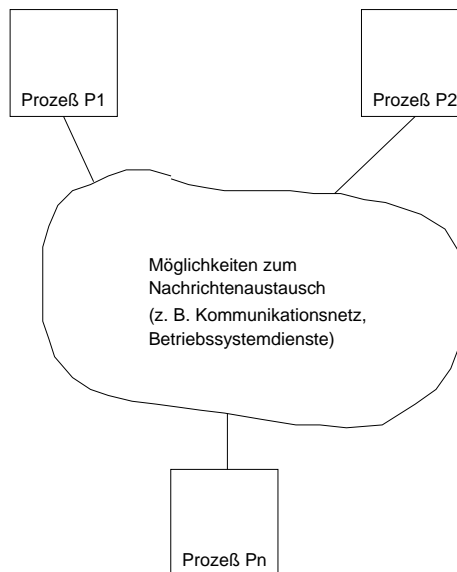 Prozeß P1
Prozeß P2
Möglichkeiten zum
Nachrichtenaustausch
(z. B. Kommunikationsnetz,
Betriebssystemdienste)
Prozeß Pn